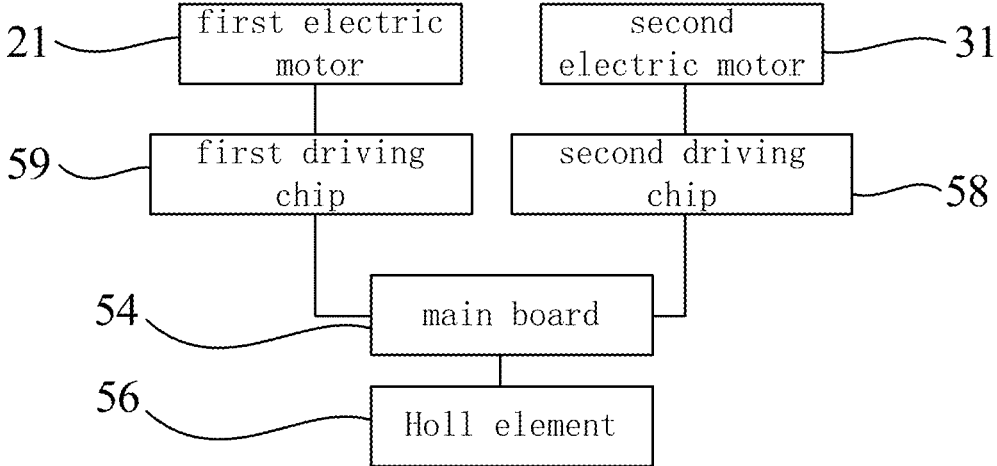 21
first electric
motor
second
electric motor
31
59
first driving
chip
second driving
chip
58
54
main board
56
Holl element